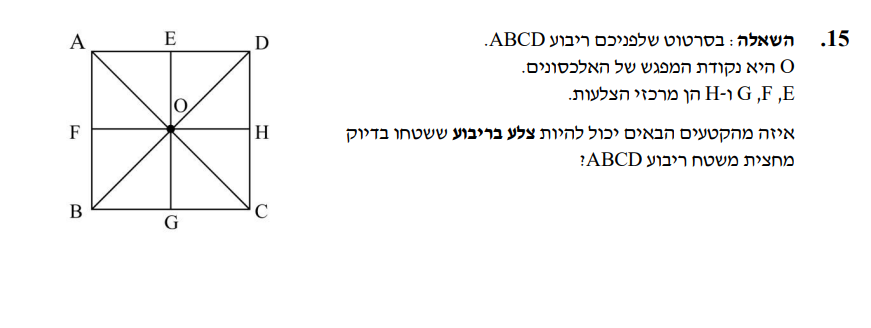 15. השאלה: בסרטוט שלפניכם ריבוע ABCD.
O היא נקודת המפגש של האלכסונים.
E, F, G ו-H הן מרכזי הצלעות.
איזה מהקטעים הבאים יכול להיות צלע בריבוע ששטחו בדיוק
מחצית משטח ריבוע ABCD?
A E D
O
F H
B G C